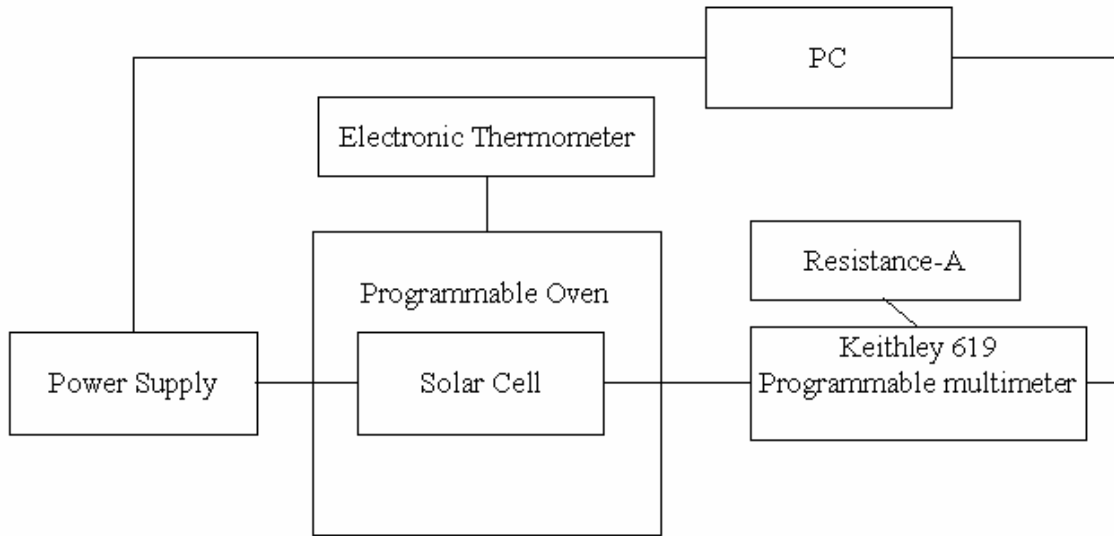 PC
Electronic Thermometer
Resistance-A
Programmable Oven
Keithley 619
Programmable multimeter
Power Supply
Solar Cell